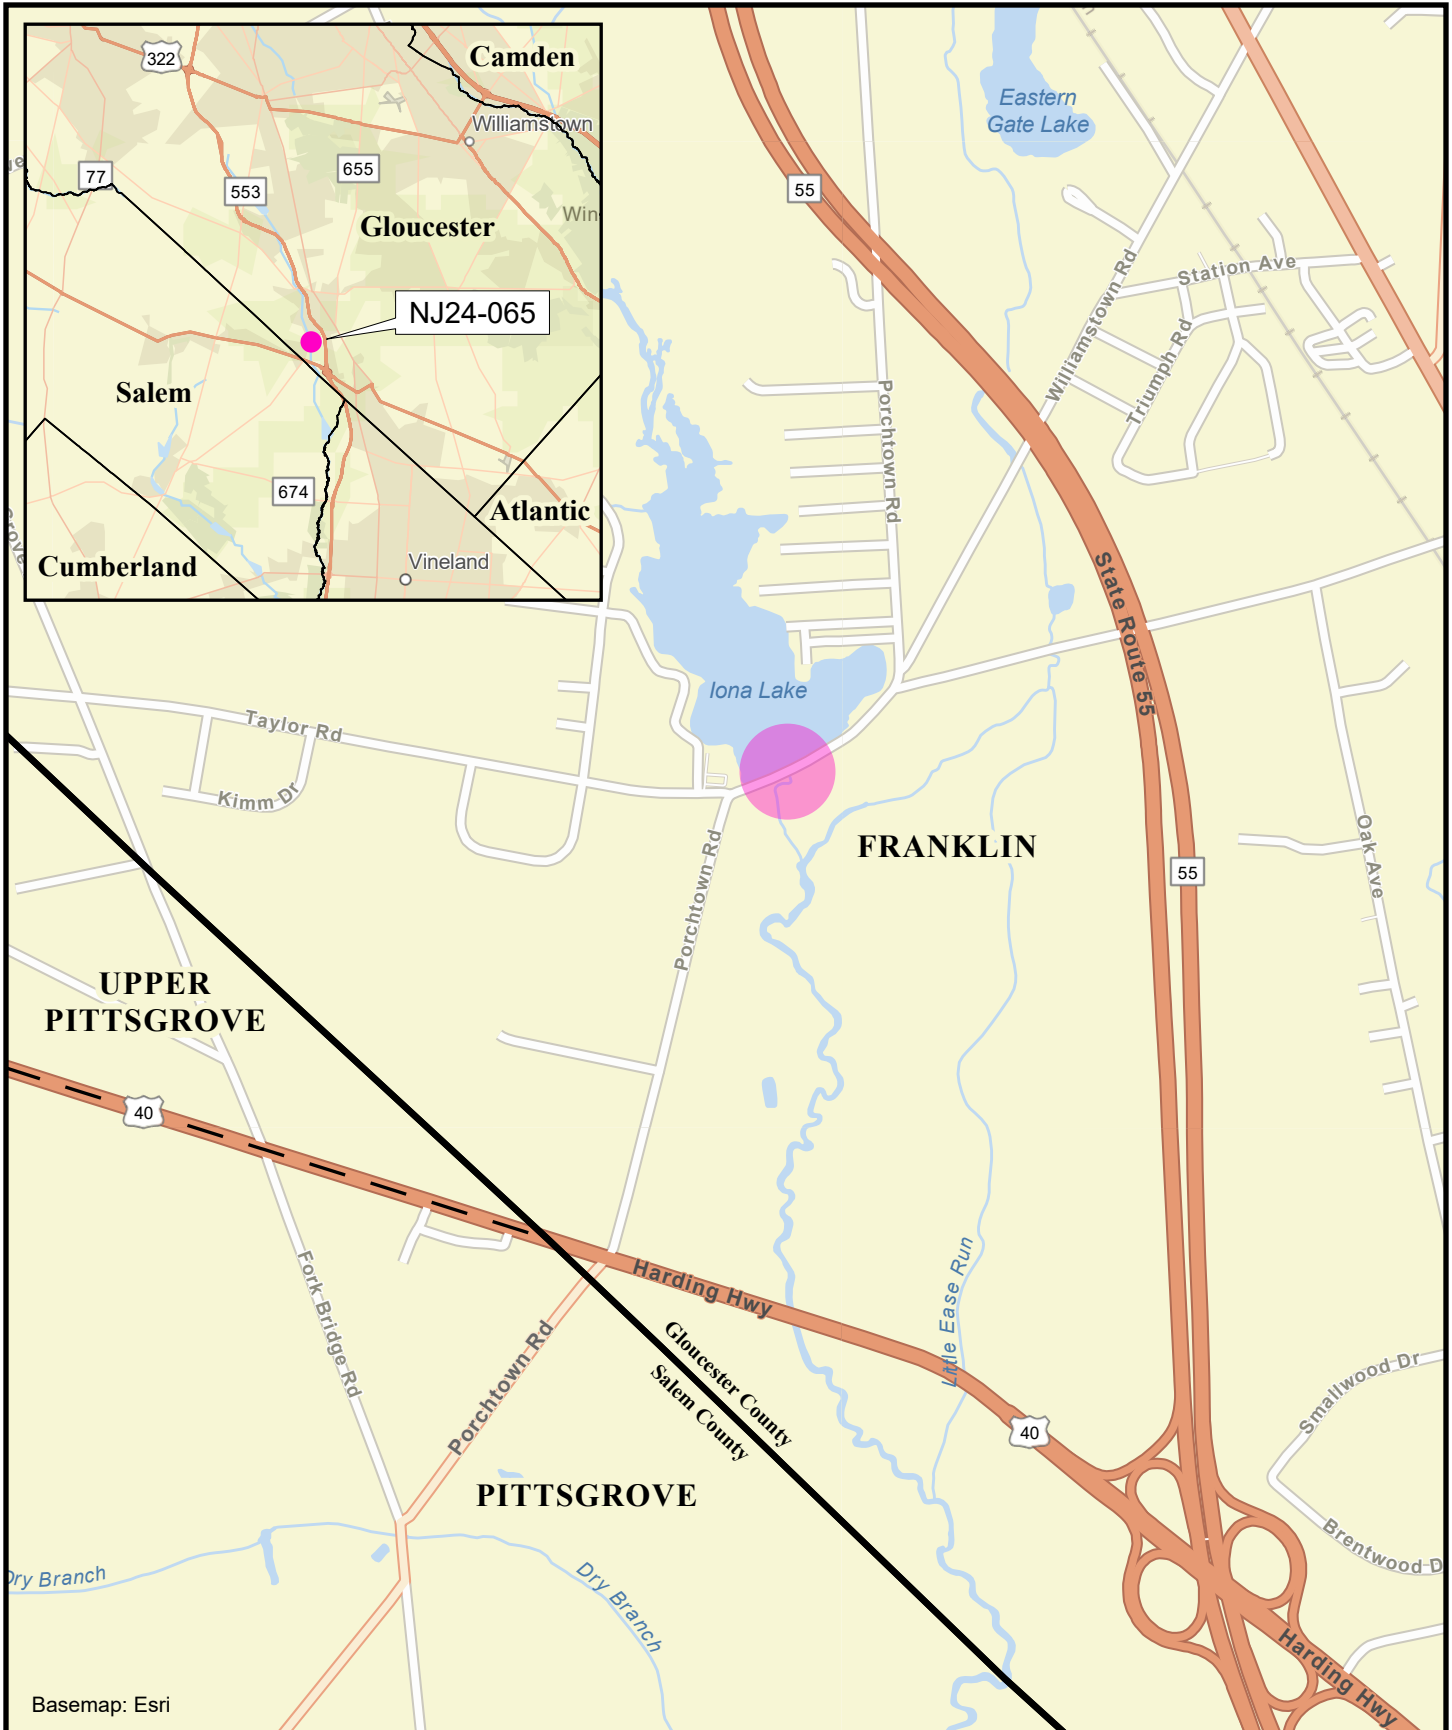 322
Camden
Williamstown
77
553
655
Win
Gloucester
NJ24-065
Salem
674
Atlantic
Cumberland
Vineland
Eastern
Gate Lake
55
Station Ave
Williamstown Rd
Triumph Rd
Porchtown Rd
State Route 55
Iona Lake
Taylor Rd
Kimm Dr
Porchtown Rd
FRANKLIN
55
Oak Ave
UPPER
PITTSGROVE
40
Fork Bridge Rd
Harding Hwy
Little Ease Run
Porchtown Rd
Gloucester County
Salem County
Smallwood Dr
40
PITTSGROVE
Brentwood D
Dry Branch
Dry Branch
Harding Hwy
Basemap: Esri